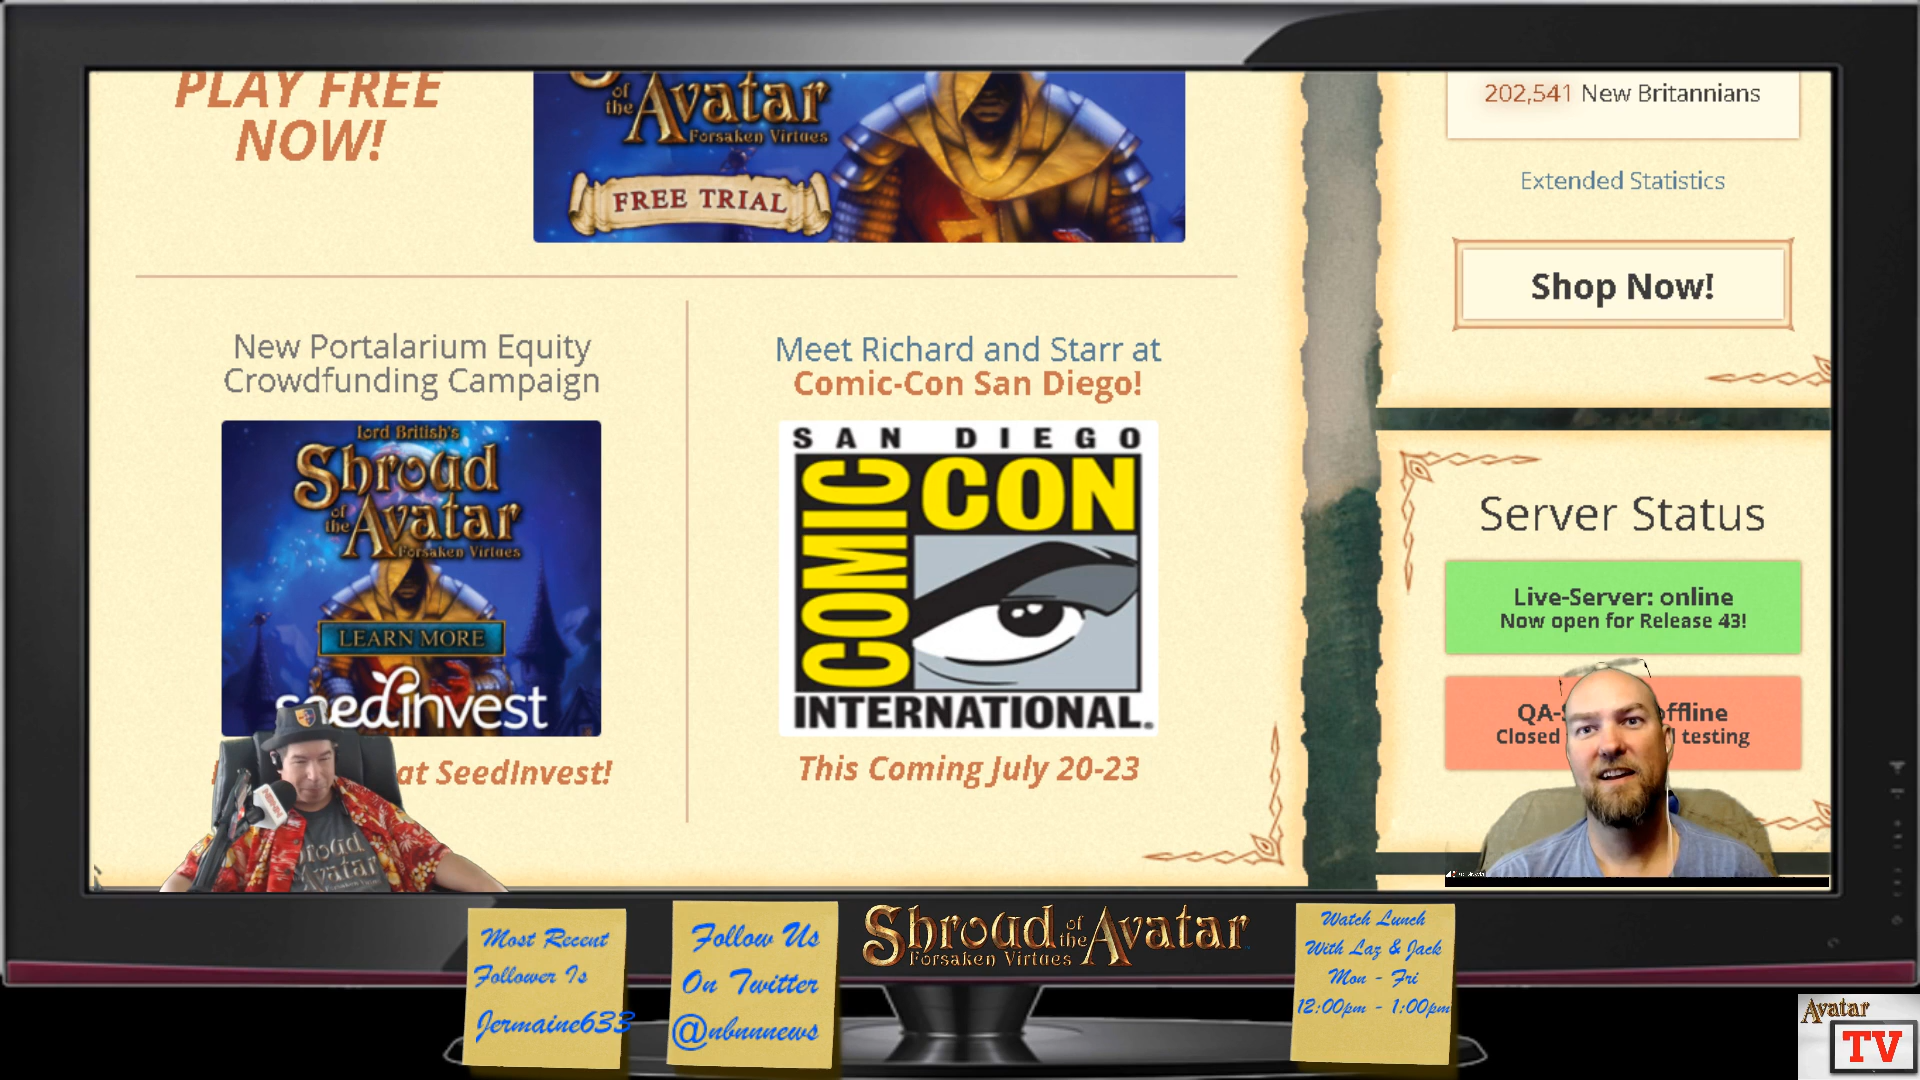 PLAY FREE
NOW!
of
the Avatar
Forsaken Virtues
FREE TRIAL
202,541 New Britannians
Extended Statistics
Shop Now!
New Portalarium Equity
Crowdfunding Campaign
Lord British's
Shroud
of
the Avatar
Forsaken Virtues
LEARN MORE
seedinvest
at SeedInvest!
Meet Richard and Starr at
Comic-Con San Diego!
SAN DIEGO
COMIC CON
INTERNATIONAL.
This Coming July 20-23
Server Status
Live-Server: online
Now open for Release 43!
offline
Closed
testing
Shroud
Avatar
Most Recent
Follower Is
Jermaine633
Follow Us
On Twitter
@nbnnnews
Shroud of the Avatar
Forsaken Virtues
Watch Lunch
With Laz & Jack
Mon - Fri
12:00pm - 1:00pm
Avatar
TV